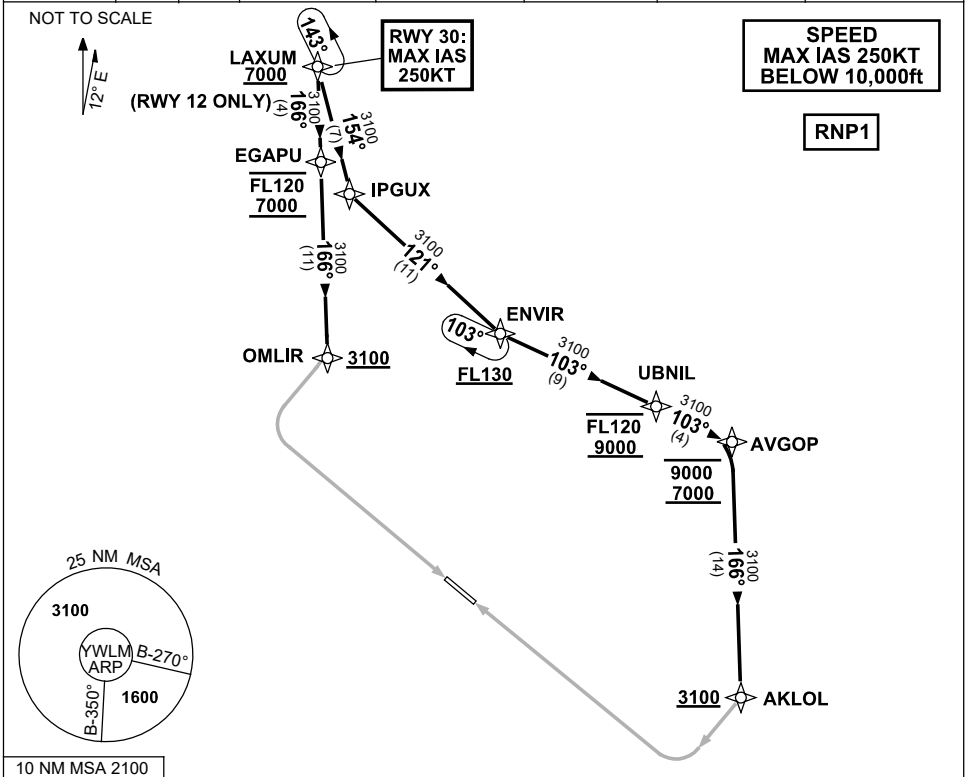 NOT TO SCALE
12° E
143°
LAXUM
7000
RWY 30:
MAX IAS
250KT
SPEED
MAX IAS 250KT
BELOW 10,000ft
RNP1
(RWY 12 ONLY)
3100
166°
(4)
3100
154°
(7)
EGAPU
FL120
7000
IPGUX
3100
166°
(11)
3100
121°
(11)
ENVIR
103°
FL130
OMLIR
3100
3100
103°
(9)
UBNIL
FL120
9000
3100
103°
(4)
AVGOP
9000
7000
3100
166°
(14)
3100
AKLOL
25 NM MSA
3100
YWLM
ARP
B-270°
B-350°
1600
10 NM MSA 2100